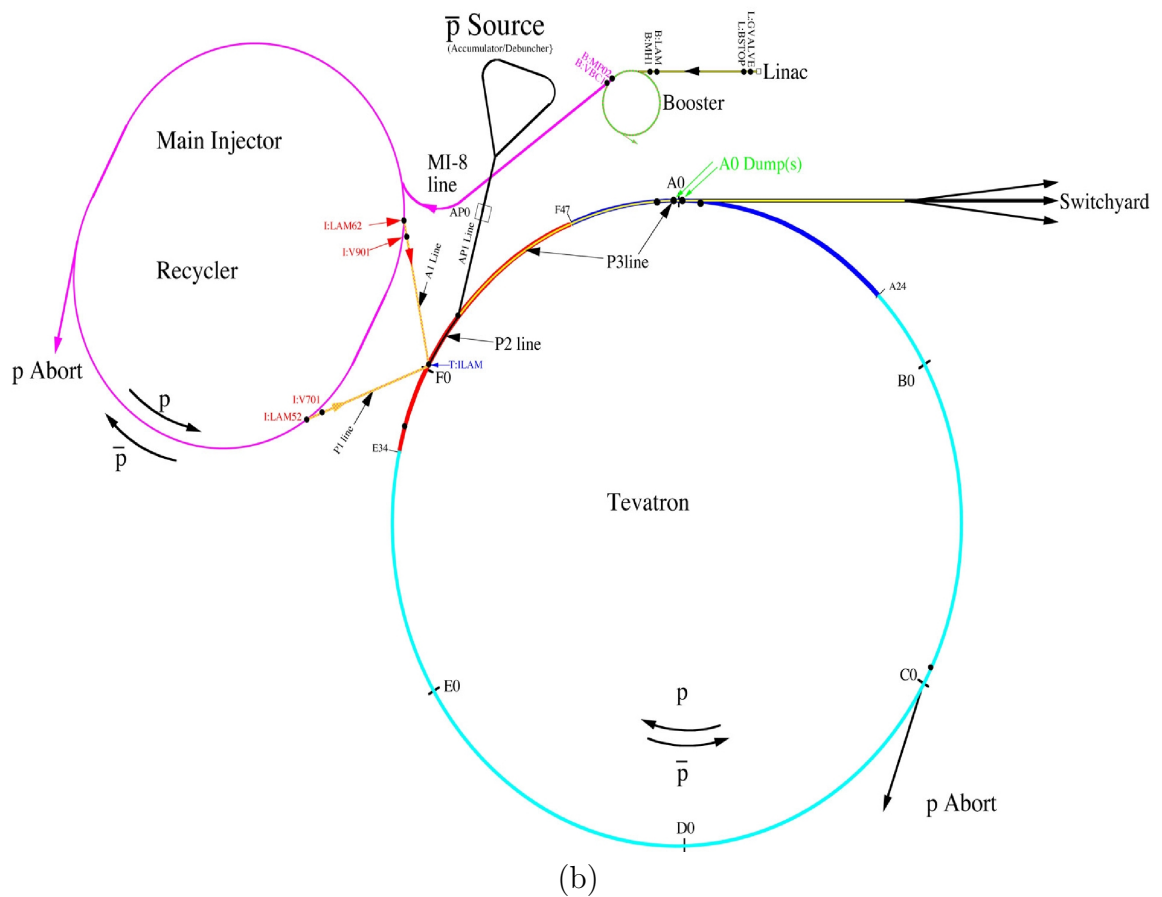 p̅ Source
(Accumulator/Debuncher}
B:MP02
B:VBC1
B:MH1
B:LAM
L:BSTOP
L:GVALVE
Linac
Booster
Main Injector
MI-8
line
A0 Dump(s)
A0
Switchyard
AP0
F47
I:LAM62
I:V901
A1 Line
AP1 Line
P3line
Recycler
A24
P2 line
p Abort
T:ILAM
F0
B0
I:V701
I:LAM52
p
p̅
P1 line
E34
Tevatron
E0
C0
p
p̅
p Abort
D0
(b)